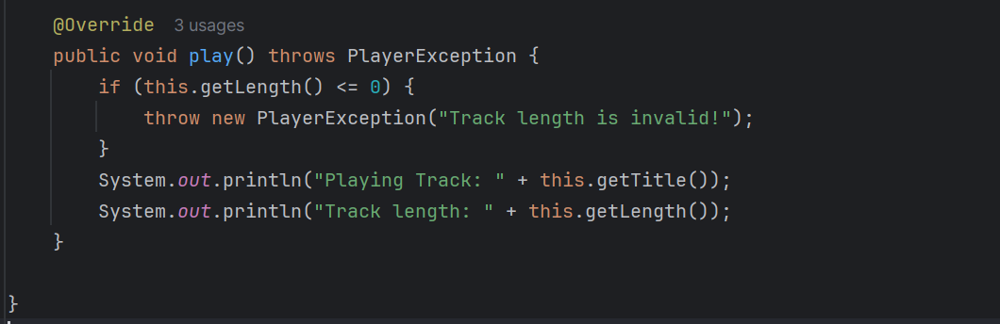 @Override 3 usages
public void play() throws PlayerException {
if (this.getLength() <= 0) {
throw new PlayerException("Track length is invalid!");
}
System.out.println("Playing Track: " + this.getTitle());
System.out.println("Track length: " + this.getLength());
}
}